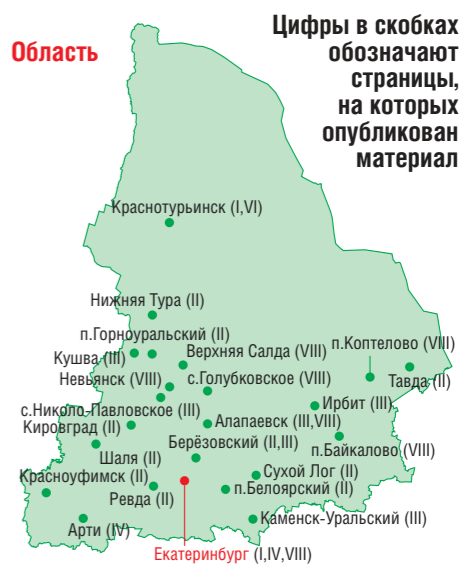 Область
Цифры в скобках
обозначают
страницы,
на которых
опубликован
материал
Краснотурьинск (I,VI)
Нижняя Тура (II)
п.Горноуральский (II)
п.Коптелово (VIII)
Кушва (III)
Верхняя Салда (VIII)
Невьянск (VIII)
с.Голубковское (VIII)
Тавда (II)
с.Николо-Павловское (III)
Ирбит (III)
Кировград (II)
Алапаевск (III,VIII)
Берёзовский (II,III)
п.Байкалово (VIII)
Шаля (II)
Красноуфимск (II)
Сухой Лог (II)
Ревда (II)
п.Белоярский (II)
Арти (IV)
Каменск-Уральский (III)
Екатеринбург (I,IV,VIII)